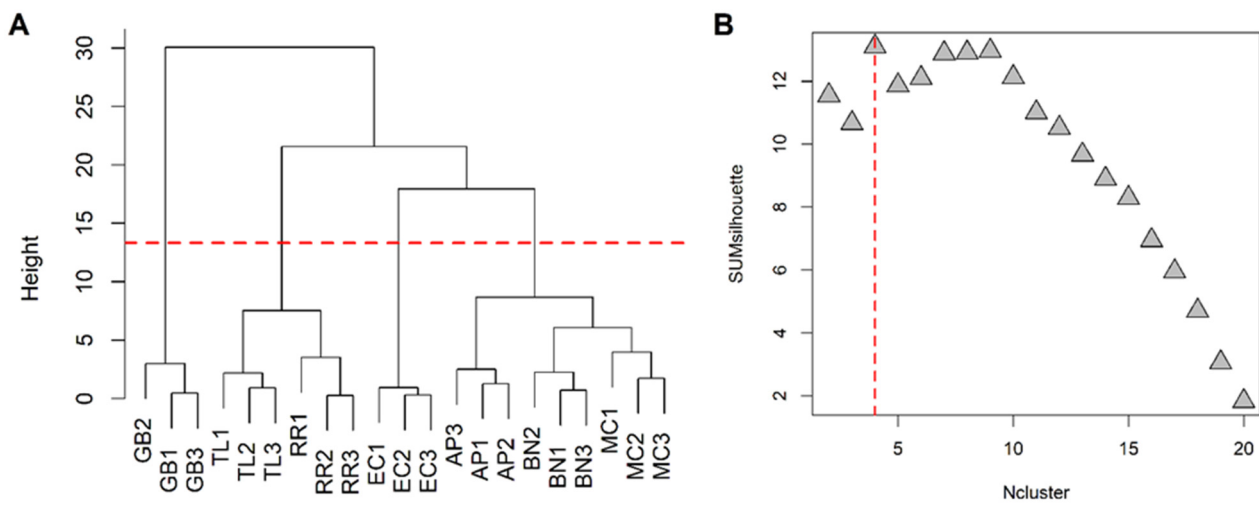 A
Height
30
25
20
15
10
5
0
GB2
GB1
GB3
TL1
TL2
TL3
RR1
RR2
RR3
EC1
EC2
EC3
AP3
AP1
AP2
BN2
BN1
BN3
MC1
MC2
MC3
B
SUMsilhouette
12
10
8
6
4
2
5
10
15
20
Ncluster